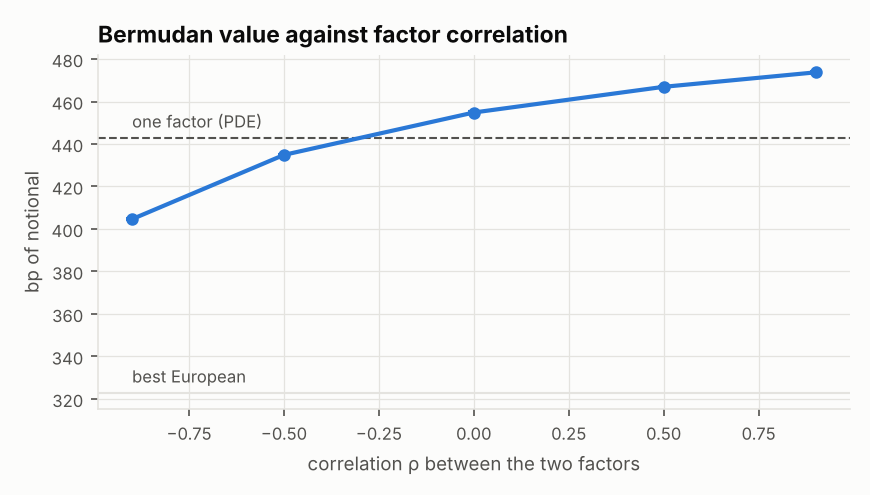 Bermudan value against factor correlation
480
460
440
420
400
380
360
340
320
bp of notional
one factor (PDE)
best European
−0.75 −0.50 −0.25 0.00 0.25 0.50 0.75
correlation ρ between the two factors